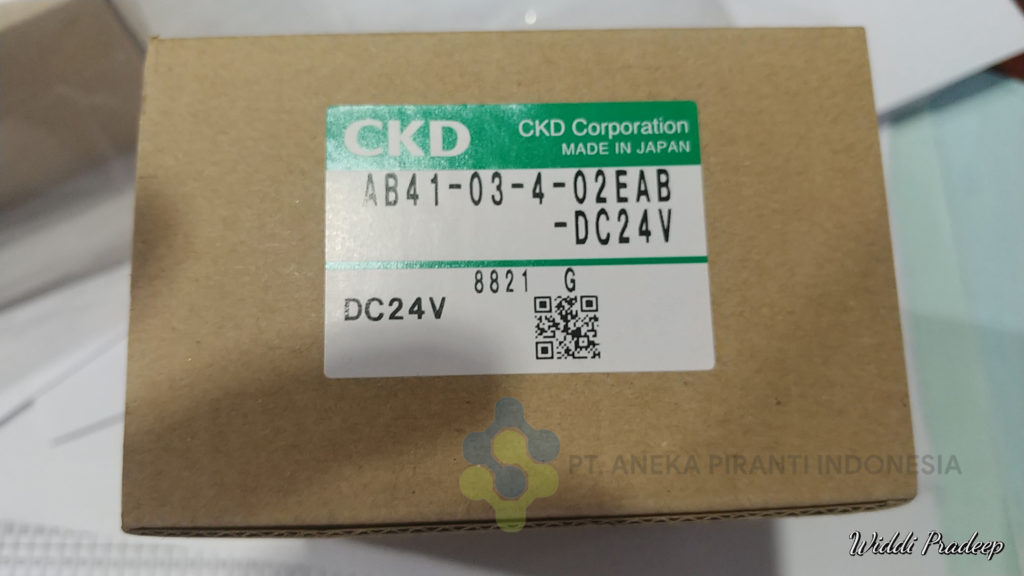 CKD
CKD Corporation
MADE IN JAPAN
AB41-03-4-02EAB
-DC24V
8821 G
DC24V
PT. ANEKA PIRANTI INDONESIA
Widdi Pradeep